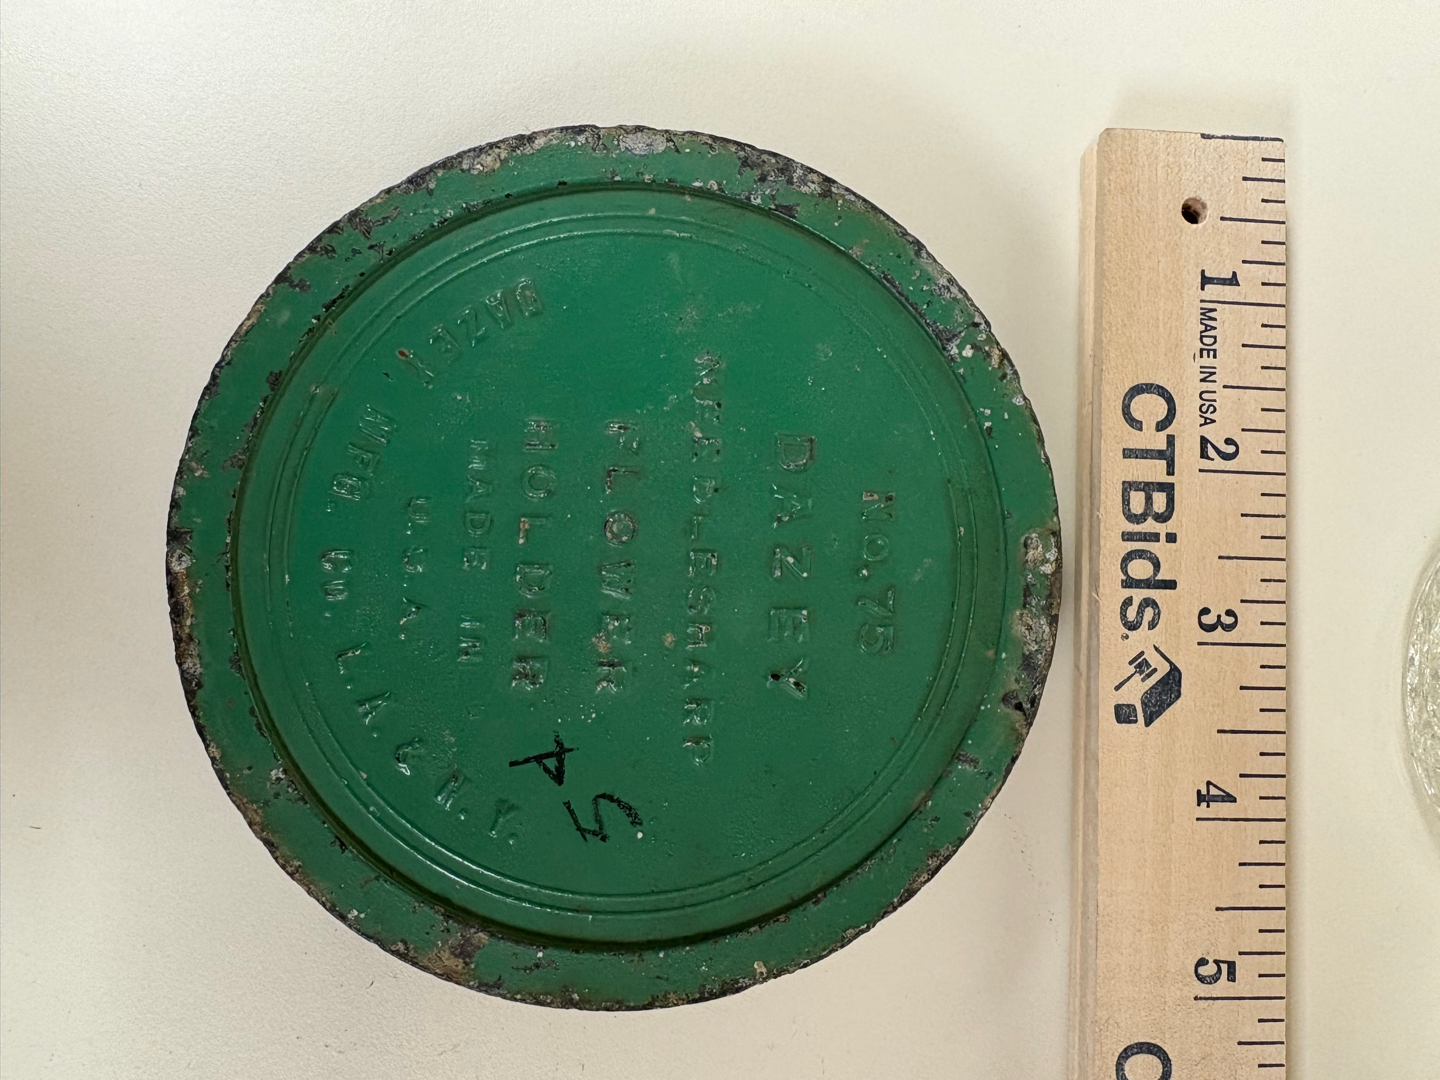 NO. 75
DAZEY
NEEDLESHARP
FLOWER
HOLDER
MADE IN
U.S.A.
DAZEY MFG. CO. L.A. & N.Y.
1
MADE IN USA
2
3
4
5
CTBids.